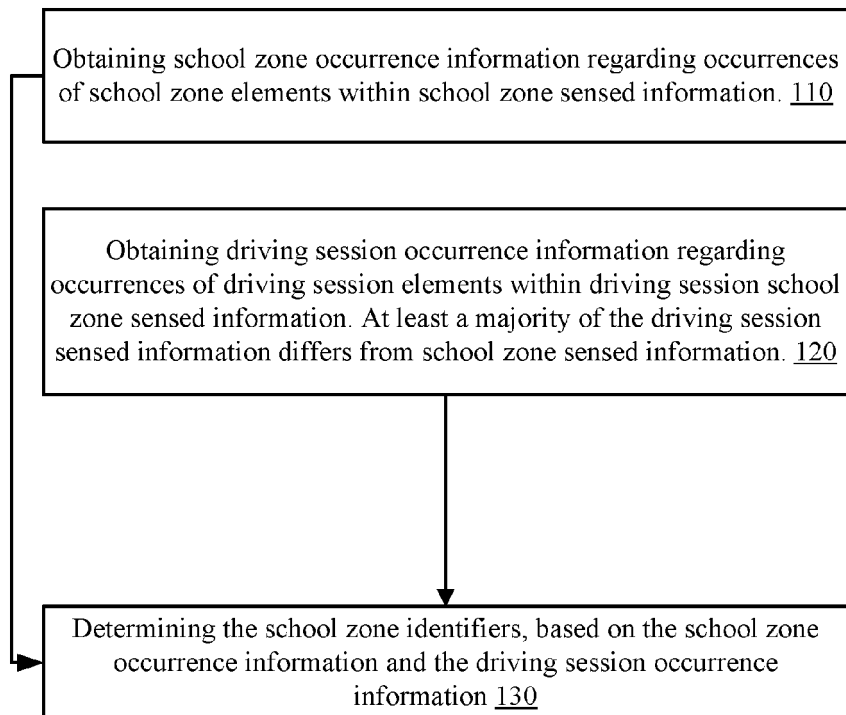 Obtaining school zone occurrence information regarding occurrences
of school zone elements within school zone sensed information. 110
Obtaining driving session occurrence information regarding
occurrences of driving session elements within driving session school
zone sensed information. At least a majority of the driving session
sensed information differs from school zone sensed information. 120
Determining the school zone identifiers, based on the school zone
occurrence information and the driving session occurrence
information 130